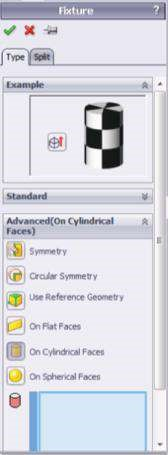 Fixture
?
Type
Split
Example
Standard
Advanced(On Cylindrical
Faces)
Symmetry
Circular Symmetry
Use Reference Geometry
On Flat Faces
On Cylindrical Faces
On Spherical Faces